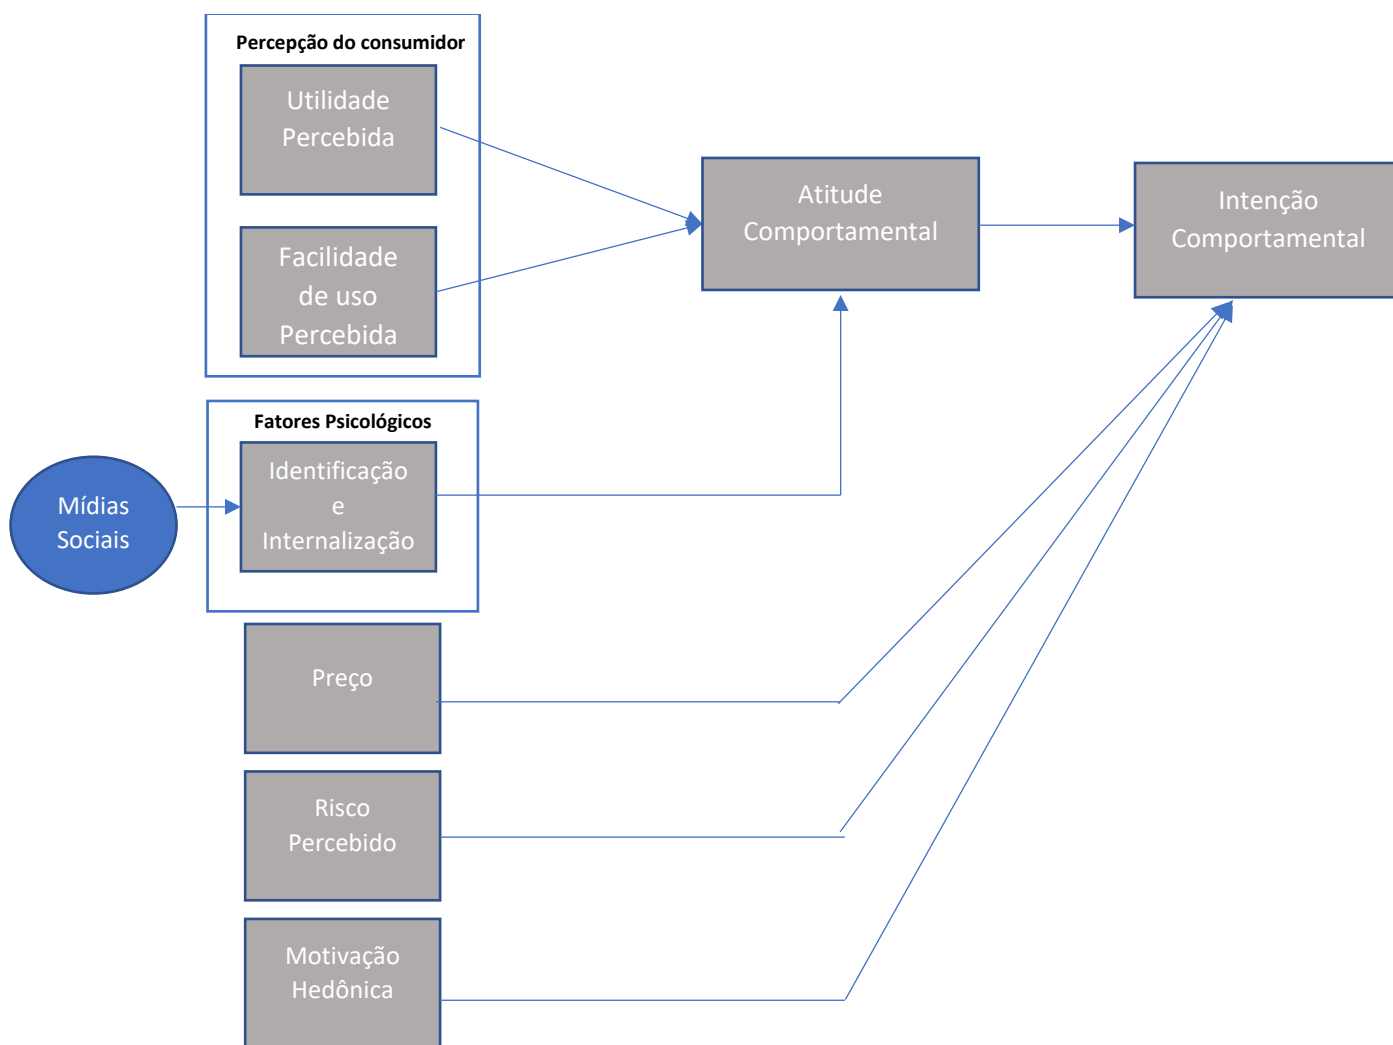 Percepção do consumidor
Utilidade
Percebida
Facilidade
de uso
Percebida
Atitude
Comportamental
Intenção
Comportamental
Fatores Psicológicos
Identificação
e
Internalização
Mídias
Sociais
Preço
Risco
Percebido
Motivação
Hedônica